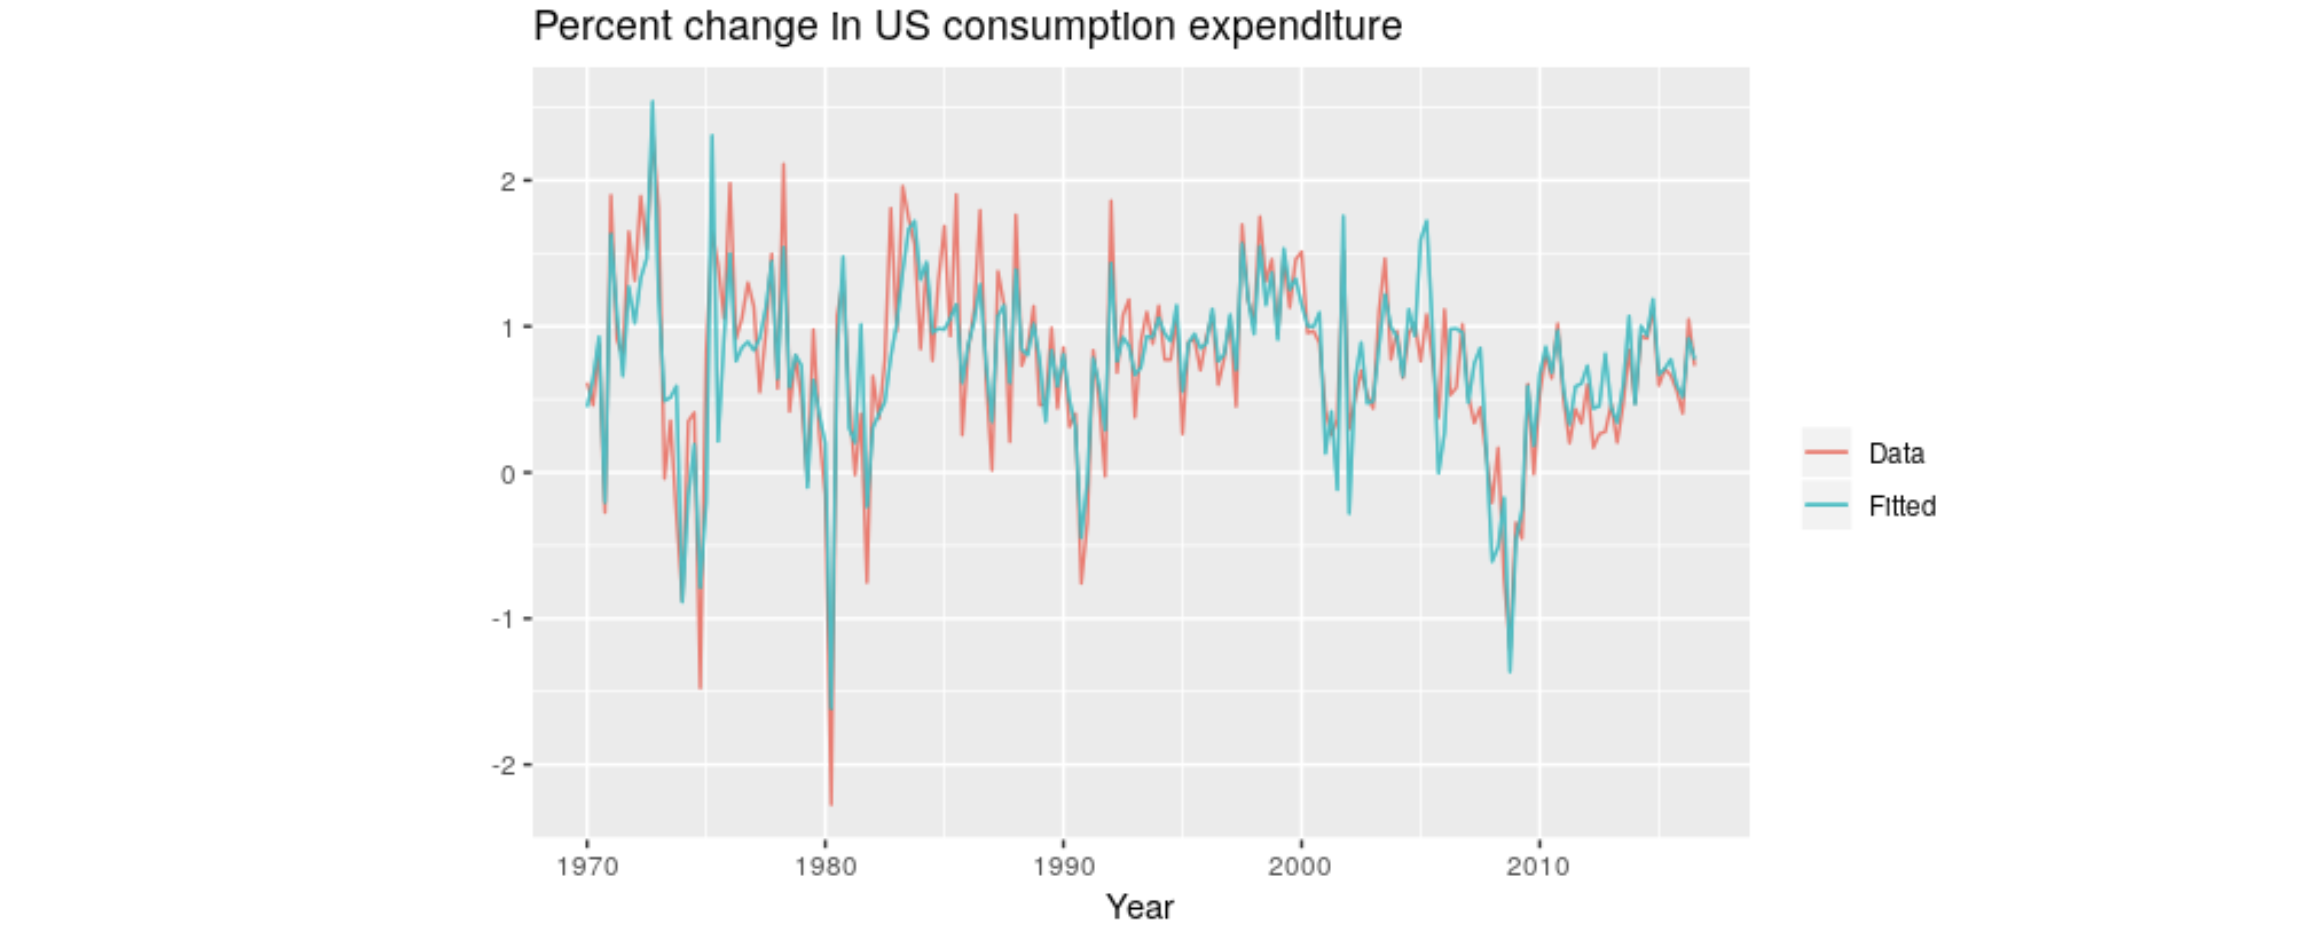 Percent change in US consumption expenditure
2
1
0
-1
-2
1970 1980 1990 2000 2010
Year
Data
Fitted